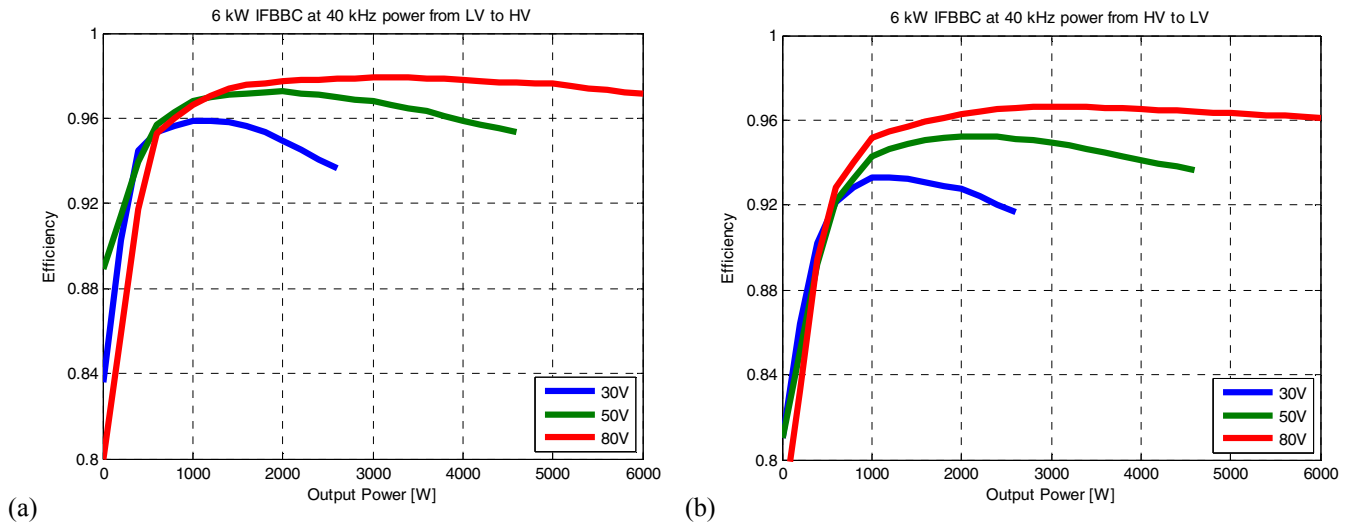 6 kW IFBBC at 40 kHz power from LV to HV
1
0.96
0.92
0.88
0.84
0.8
Efficiency
0 1000 2000 3000 4000 5000 6000
Output Power [W]
30V
50V
80V
(a)
6 kW IFBBC at 40 kHz power from HV to LV
1
0.96
0.92
0.88
0.84
0.8
Efficiency
0 1000 2000 3000 4000 5000 6000
Output Power [W]
30V
50V
80V
(b)